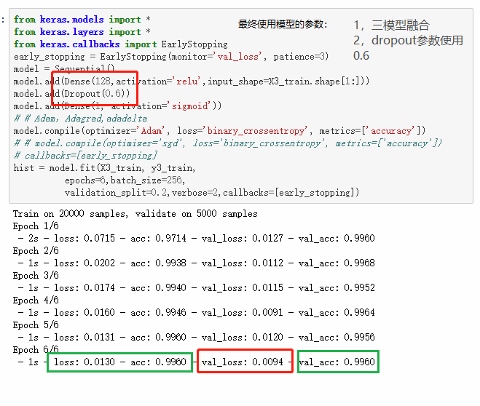 :
from keras.models import *
from keras.layers import *
from keras.callbacks import EarlyStopping
early_stopping = EarlyStopping(monitor='val_loss', patience=3)
model = Sequential()
model.add(Dense(128,activation='relu',input_shape=X3_train.shape[1:]))
model.add(Dropout(0.6))
model.add(Dense(1, activation='sigmoid'))
# # Adam, Adagrad,adadelta
model.compile(optimizer='Adam', loss='binary_crossentropy', metrics=['accuracy'])
# # model.compile(optimizer='sgd', loss='binary_crossentropy', metrics=['accuracy'])
# callbacks=[early_stopping]
hist = model.fit(X3_train, y3_train,
epochs=6,batch_size=256,
validation_split=0.2,verbose=2,callbacks=[early_stopping])
最终使用模型的参数:
1，三模型融合
2，dropout参数使用
0.6
Train on 20000 samples, validate on 5000 samples
Epoch 1/6
- 2s - loss: 0.0715 - acc: 0.9714 - val_loss: 0.0127 - val_acc: 0.9960
Epoch 2/6
- 1s - loss: 0.0202 - acc: 0.9938 - val_loss: 0.0112 - val_acc: 0.9968
Epoch 3/6
- 1s - loss: 0.0174 - acc: 0.9940 - val_loss: 0.0115 - val_acc: 0.9952
Epoch 4/6
- 1s - loss: 0.0160 - acc: 0.9946 - val_loss: 0.0091 - val_acc: 0.9964
Epoch 5/6
- 1s - loss: 0.0131 - acc: 0.9960 - val_loss: 0.0120 - val_acc: 0.9956
Epoch 6/6
- 1s - loss: 0.0130 - acc: 0.9960 - val_loss: 0.0094 - val_acc: 0.9960